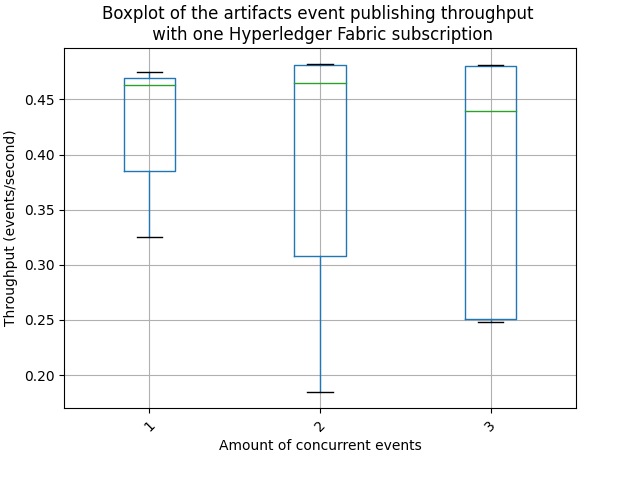 Boxplot of the artifacts event publishing throughput
with one Hyperledger Fabric subscription
Throughput (events/second)
0.45
0.40
0.35
0.30
0.25
0.20
1
2
3
Amount of concurrent events